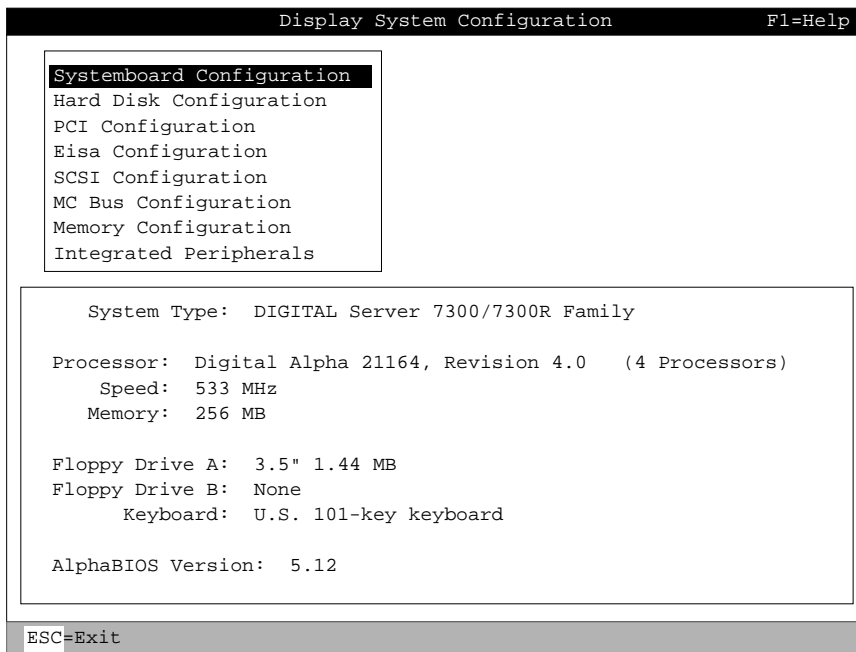 Display System Configuration F1=Help
Systemboard Configuration
Hard Disk Configuration
PCI Configuration
Eisa Configuration
SCSI Configuration
MC Bus Configuration
Memory Configuration
Integrated Peripherals
System Type: DIGITAL Server 7300/7300R Family
Processor: Digital Alpha 21164, Revision 4.0 (4 Processors)
Speed: 533 MHz
Memory: 256 MB
Floppy Drive A: 3.5" 1.44 MB
Floppy Drive B: None
Keyboard: U.S. 101-key keyboard
AlphaBIOS Version: 5.12
ESC=Exit